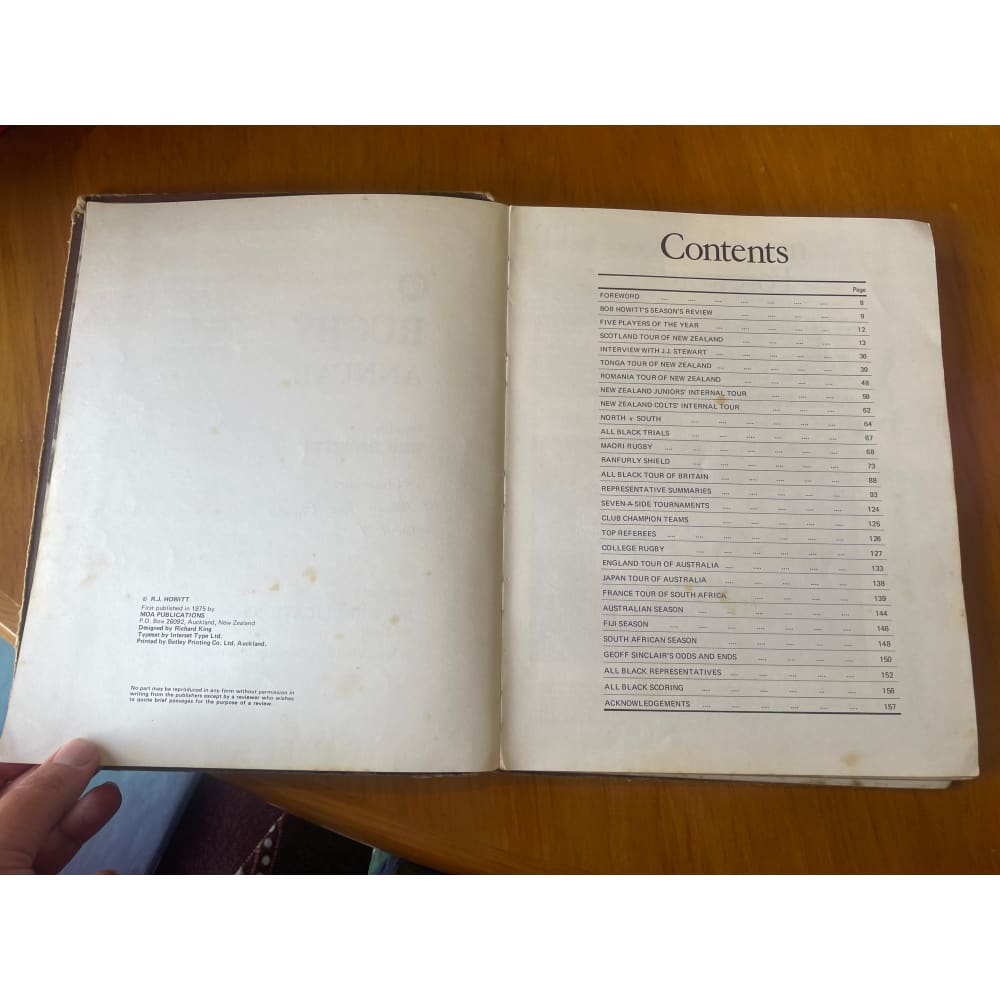 © R.J. HOWITT
First published in 1975 by
MOA PUBLICATIONS
P.O. Box 26092, Auckland, New Zealand
Designed by Richard King
Typeset by Interset Type Ltd.
Printed by Batley Printing Co. Ltd. Auckland.
No part may be reproduced in any form without permission in
writing from the publishers except by a reviewer who wishes
to quote brief passages for the purpose of a review.
Contents
Page
FOREWORD .... .... .... .... .... .... .... 8
BOB HOWITT'S SEASON'S REVIEW .... .... .... .... 9
FIVE PLAYERS OF THE YEAR .... .... .... .... .... 12
SCOTLAND TOUR OF NEW ZEALAND .... .... .... .... 13
INTERVIEW WITH J.J. STEWART .... .... .... .... .... 36
TONGA TOUR OF NEW ZEALAND .... .... .... .... .... 39
ROMANIA TOUR OF NEW ZEALAND .... .... .... .... 48
NEW ZEALAND JUNIORS' INTERNAL TOUR .... .... .... 59
NEW ZEALAND COLTS' INTERNAL TOUR .... .... .... 62
NORTH v SOUTH .... .... .... .... .... .... 64
ALL BLACK TRIALS .... .... .... .... .... .... 67
MAORI RUGBY .... .... .... .... .... .... .... 68
RANFURLY SHIELD .... .... .... .... .... .... 73
ALL BLACK TOUR OF BRITAIN .... .... .... .... .... 88
REPRESENTATIVE SUMMARIES .... .... .... .... .... 93
SEVEN-A-SIDE TOURNAMENTS .... .... .... .... .... 124
CLUB CHAMPION TEAMS .... .... .... .... .... 125
TOP REFEREES .... .... .... .... .... .... .... 126
COLLEGE RUGBY .... .... .... .... .... .... 127
ENGLAND TOUR OF AUSTRALIA .... .... .... .... .... 133
JAPAN TOUR OF AUSTRALIA .... .... .... .... .... 138
FRANCE TOUR OF SOUTH AFRICA .... .... .... .... 139
AUSTRALIAN SEASON .... .... .... .... .... .... 144
FIJI SEASON .... .... .... .... .... .... .... 146
SOUTH AFRICAN SEASON .... .... .... .... .... 148
GEOFF SINCLAIR'S ODDS AND ENDS .... .... .... .... 150
ALL BLACK REPRESENTATIVES .... .... .... .... .... 152
ALL BLACK SCORING .... .... .... .... .... .... 156
ACKNOWLEDGEMENTS .... .... .... .... .... .... 157